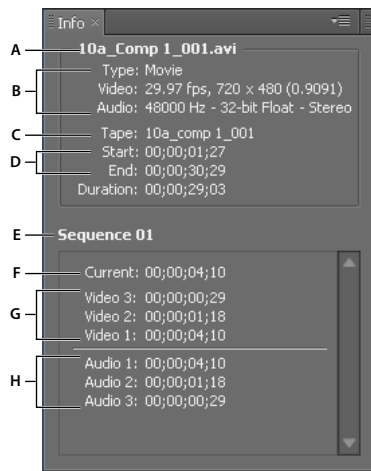 Info ×
A 10a_Comp 1_001.avi
B Type: Movie
Video: 29.97 fps, 720 x 480 (0.9091)
Audio: 48000 Hz - 32-bit Float - Stereo
C Tape: 10a_comp 1_001
D Start: 00;00;01;27
End: 00;00;30;29
Duration: 00;00;29;03
E Sequence 01
F Current: 00;00;04;10
G Video 3: 00;00;00;29
Video 2: 00;00;01;18
Video 1: 00;00;04;10
H Audio 1: 00;00;04;10
Audio 2: 00;00;01;18
Audio 3: 00;00;00;29